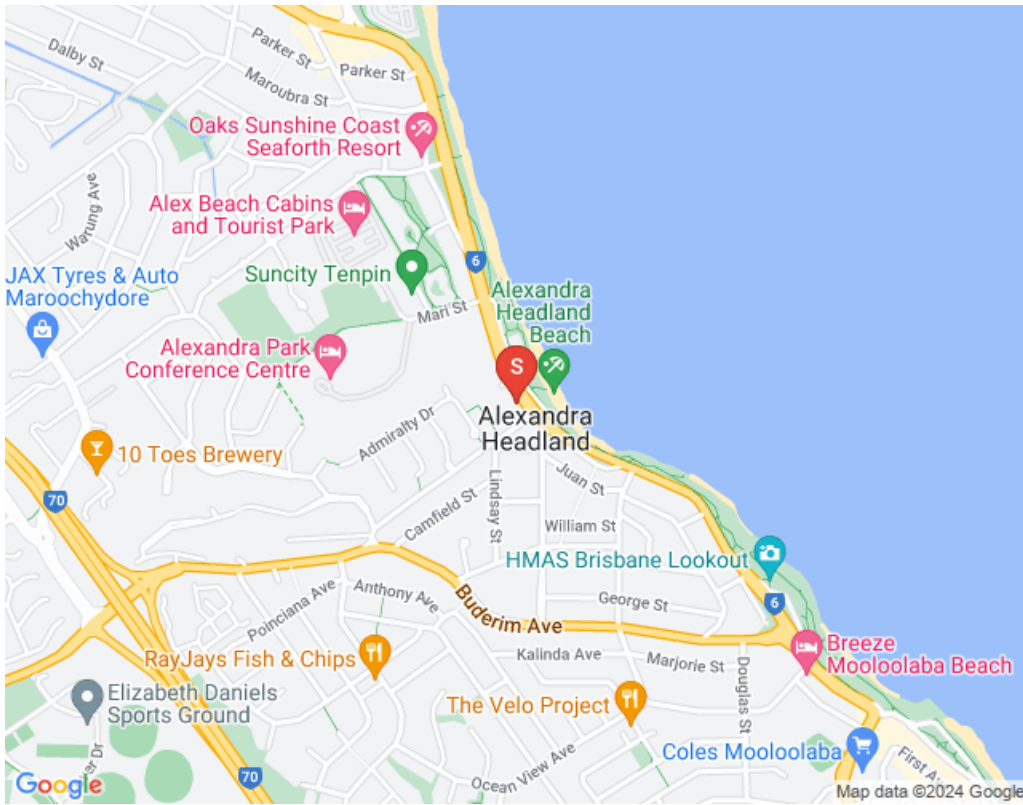 Parker St
Dalby St
Parker St
Maroubra St
Oaks Sunshine Coast
Seaforth Resort
Warung Ave
Alex Beach Cabins
and Tourist Park
6
Suncity Tenpin
JAX Tyres & Auto
Maroochydore
Alexandra
Headland
Beach
Mari St
Alexandra Park
Conference Centre
S
Alexandra
Headland
Admiralty Dr
10 Toes Brewery
70
Juan St
Lindsay St
Camfield St
William St
HMAS Brisbane Lookout
Anthony Ave
Poinciana Ave
Buderim Ave
George St
6
RayJays Fish & Chips
Kalinda Ave
Marjorie St
Breeze
Mooloolaba Beach
Douglas St
Elizabeth Daniels
Sports Ground
The Velo Project
Coles Mooloolaba
Ocean View Ave
70
Google
Map data ©2024 Google